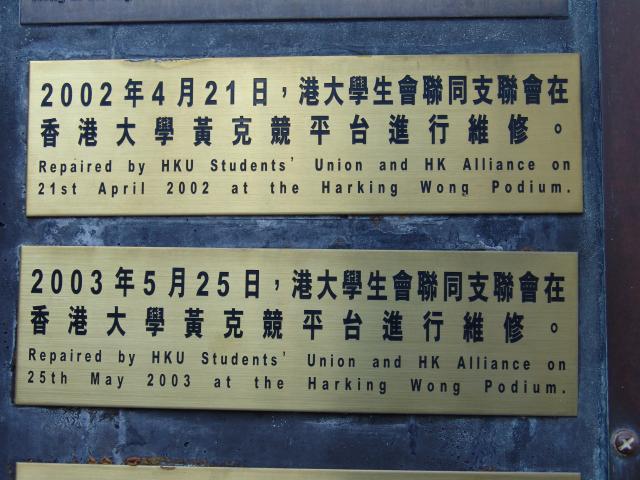 2002年4月21日，港大學生會聯同支聯會在
香港大學黃克競平台進行維修。
Repaired by HKU Students' Union and HK Alliance on
21st April 2002 at the Harking Wong Podium.
2003年5月25日，港大學生會聯同支聯會在
香港大學黃克競平台進行維修。
Repaired by HKU Students' Union and HK Alliance on
25th May 2003 at the Harking Wong Podium.